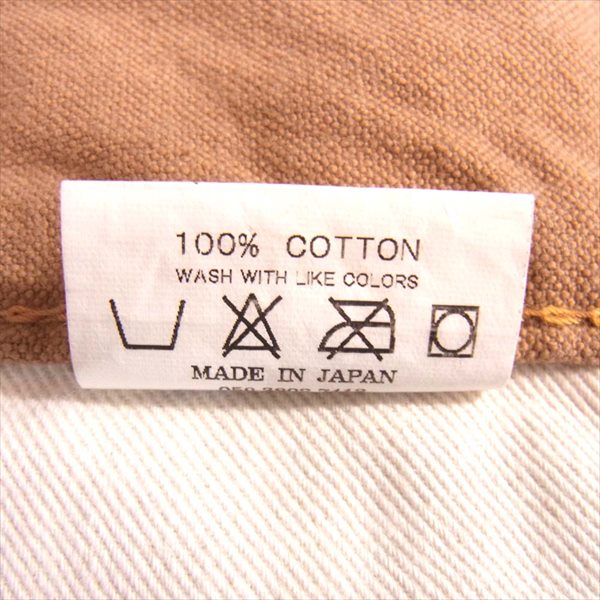 100% COTTON
WASH WITH LIKE COLORS
MADE IN JAPAN